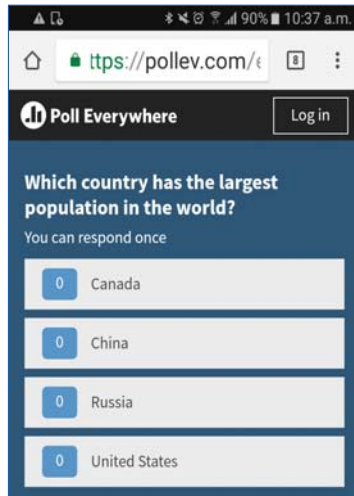 90% 10:37 a.m.
ttps://pollev.com/e
8
Poll Everywhere
Log in
Which country has the largest
population in the world?
You can respond once
0 Canada
0 China
0 Russia
0 United States